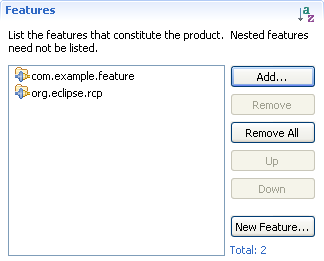 Features
List the features that constitute the product.  Nested features
need not be listed.
com.example.feature
org.eclipse.rcp
Add...
Remove
Remove All
Up
Down
New Feature...
Total: 2